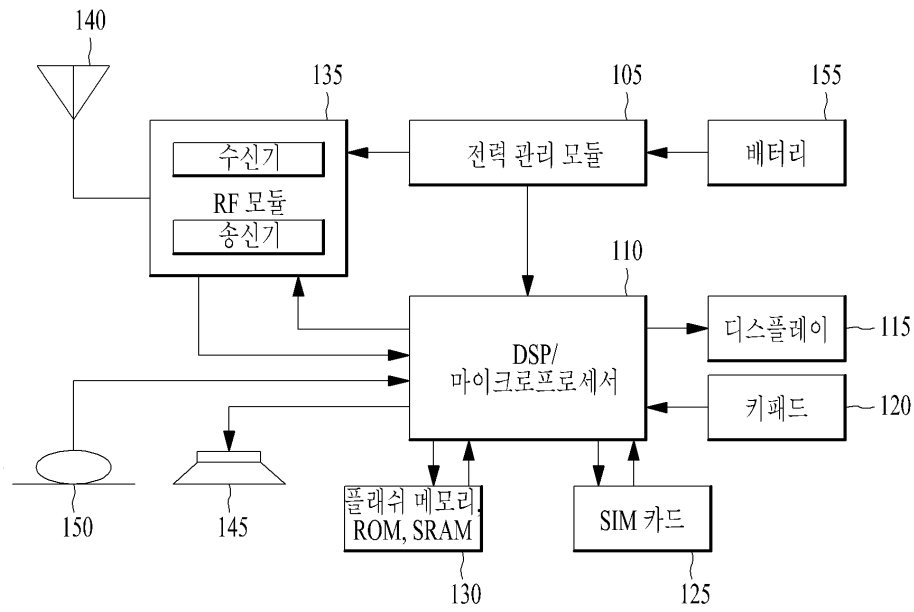 140
135
105
155
수신기
RF 모듈
송신기
전력 관리 모듈
배터리
110
DSP/
마이크로프로세서
디스플레이
115
키패드
120
150
145
플래쉬 메모리,
ROM, SRAM
130
SIM 카드
125